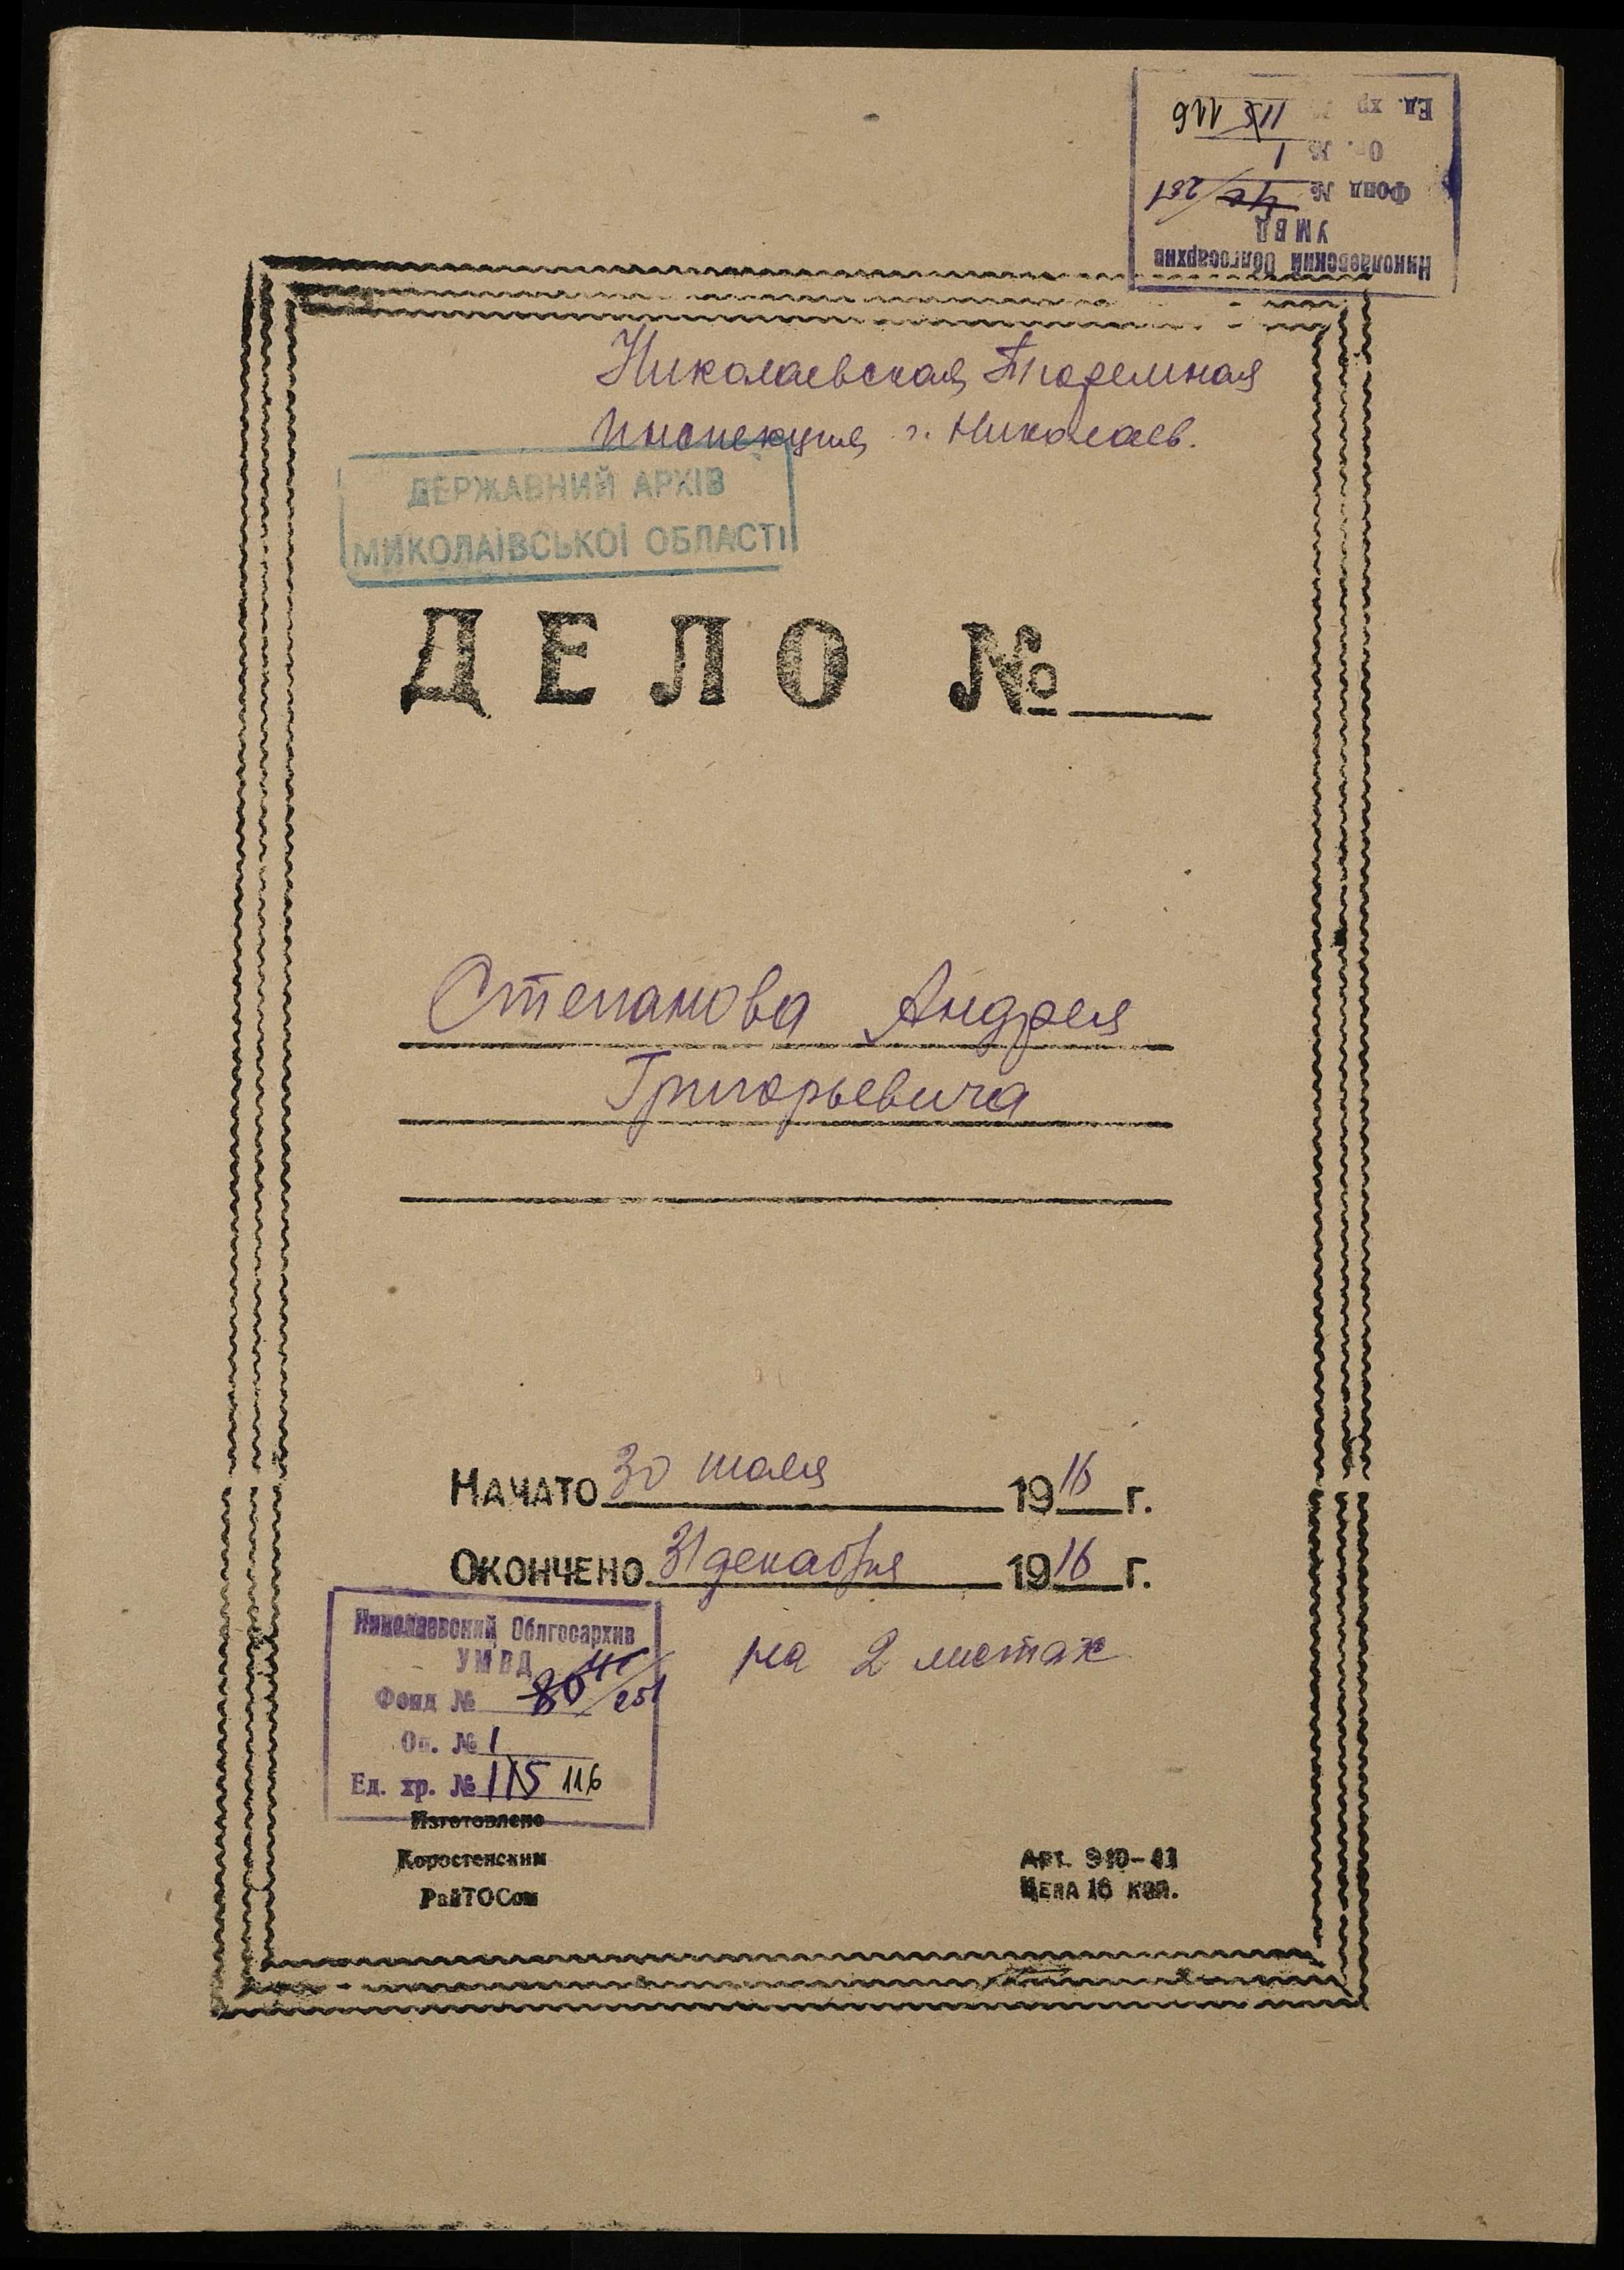 Ед. хр. № 115 116
Оп. № 1
Фонд № 40/251
УМВД
Николаевский Облгосархив
Николаевская Тюремная
Инспекция г. Николаев.
ДЕРЖАВНИЙ АРХІВ
МИКОЛАЇВСЬКОЇ ОБЛАСТІ
ДЕЛО №
Степанова Андрея
Григорьевича
НАЧАТО 30 июля 1916 г.
ОКОНЧЕНО 31 декабря 1916 г.
на 2 листах
Николаевский Облгосархив
УМВД
Фонд № 251
Оп. № 1
Ед. хр. № 115 116
Изготовлено
Коростенским
РайТОСом
Арт. 910-41
ЦЕНА 16 коп.